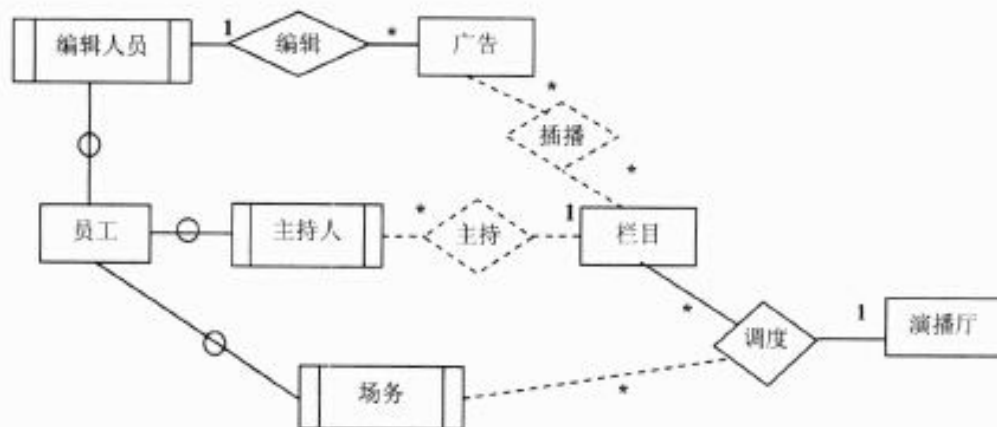 编辑人员 1 编辑 * 广告
*
插播
*
员工 主持人 * 主持 1 栏目
* 调度 1 演播厅
场务 *